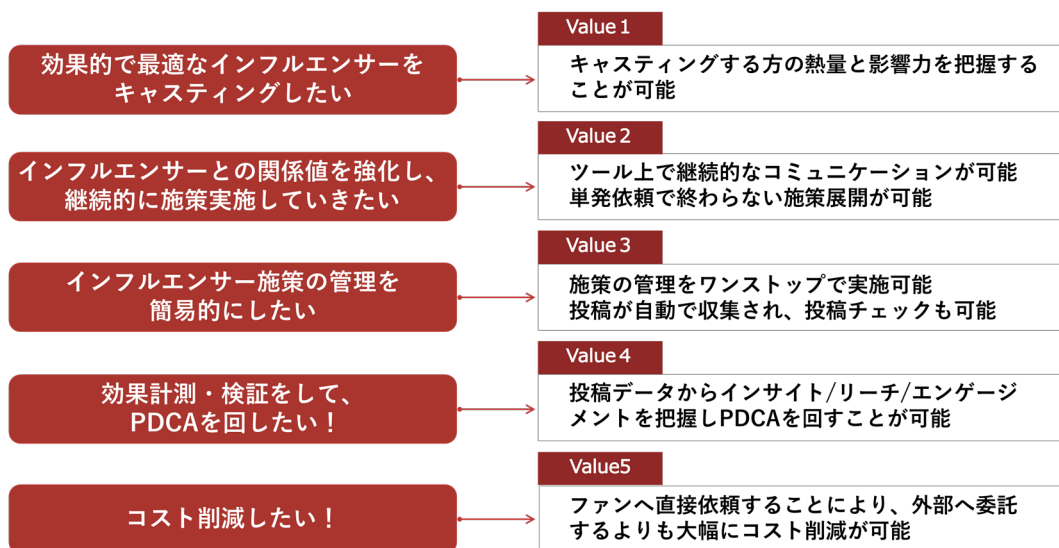 Value 1
効果的で最適なインフルエンサーを
キャスティングしたい
キャスティングする方の熱量と影響力を把握する
ことが可能
Value 2
インフルエンサーとの関係値を強化し、
継続的に施策実施していきたい
ツール上で継続的なコミュニケーションが可能
単発依頼で終わらない施策展開が可能
Value 3
インフルエンサー施策の管理を
簡易的にしたい
施策の管理をワンストップで実施可能
投稿が自動で収集され、投稿チェックも可能
Value 4
効果計測・検証をして、
PDCAを回したい！
投稿データからインサイト/リーチ/エンゲージ
メントを把握しPDCAを回すことが可能
Value5
コスト削減したい！
ファンへ直接依頼することにより、外部へ委託
するよりも大幅にコスト削減が可能